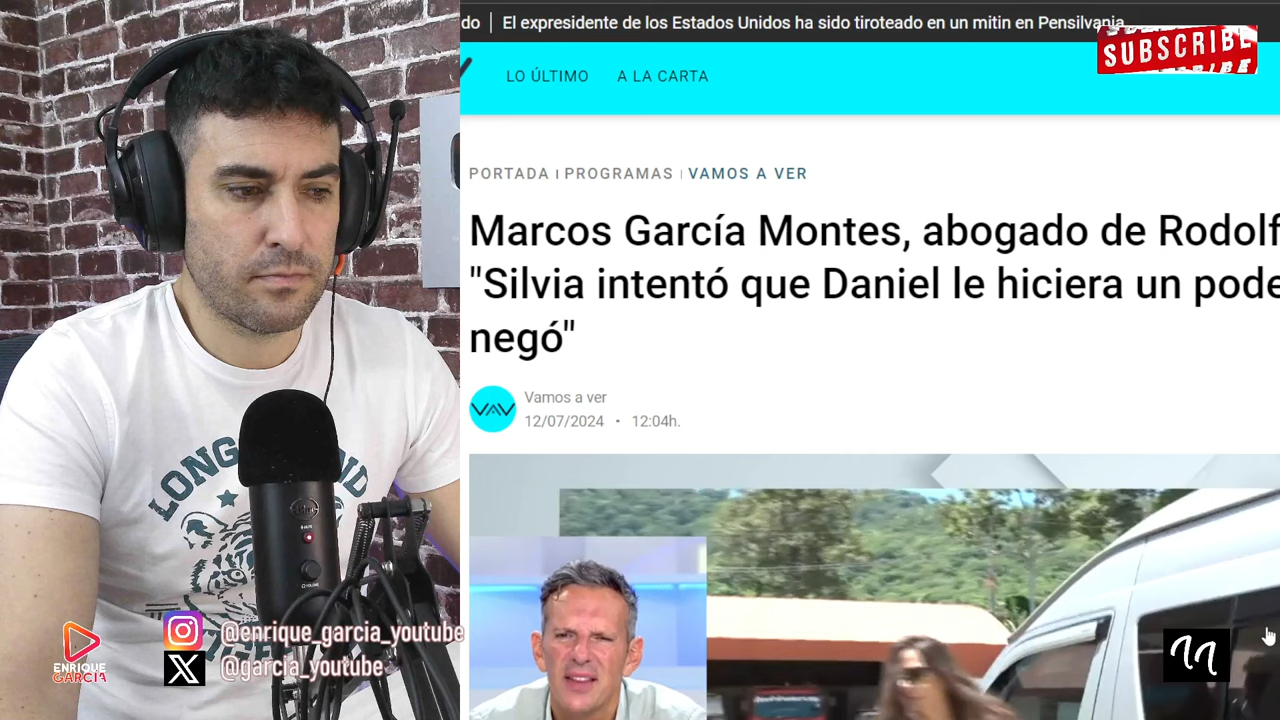 do | El expresidente de los Estados Unidos ha sido tiroteado en un mitin en Pensilvania
SUBSCRIBE
LO ÚLTIMO A LA CARTA
PORTADA | PROGRAMAS | VAMOS A VER
Marcos García Montes, abogado de Rodolf
"Silvia intentó que Daniel le hiciera un pode
negó"
Vamos a ver
VAV
12/07/2024 • 12:04h.
LONG
@enrique_garcia_youtube
@garcia_youtube
ENRIQUE
GARCIA